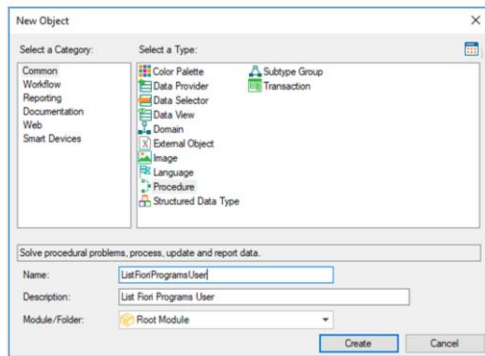 New Object
Select a Category:
Common
Workflow
Reporting
Documentation
Web
Smart Devices
Select a Type:
Color Palette
Data Provider
Data Selector
Data View
Domain
External Object
Image
Language
Procedure
Structured Data Type
Subtype Group
Transaction
Solve procedural problems, process, update and report data.
Name: ListFioriProgramsUser
Description: List Fiori Programs User
Module/Folder: Root Module
Create Cancel